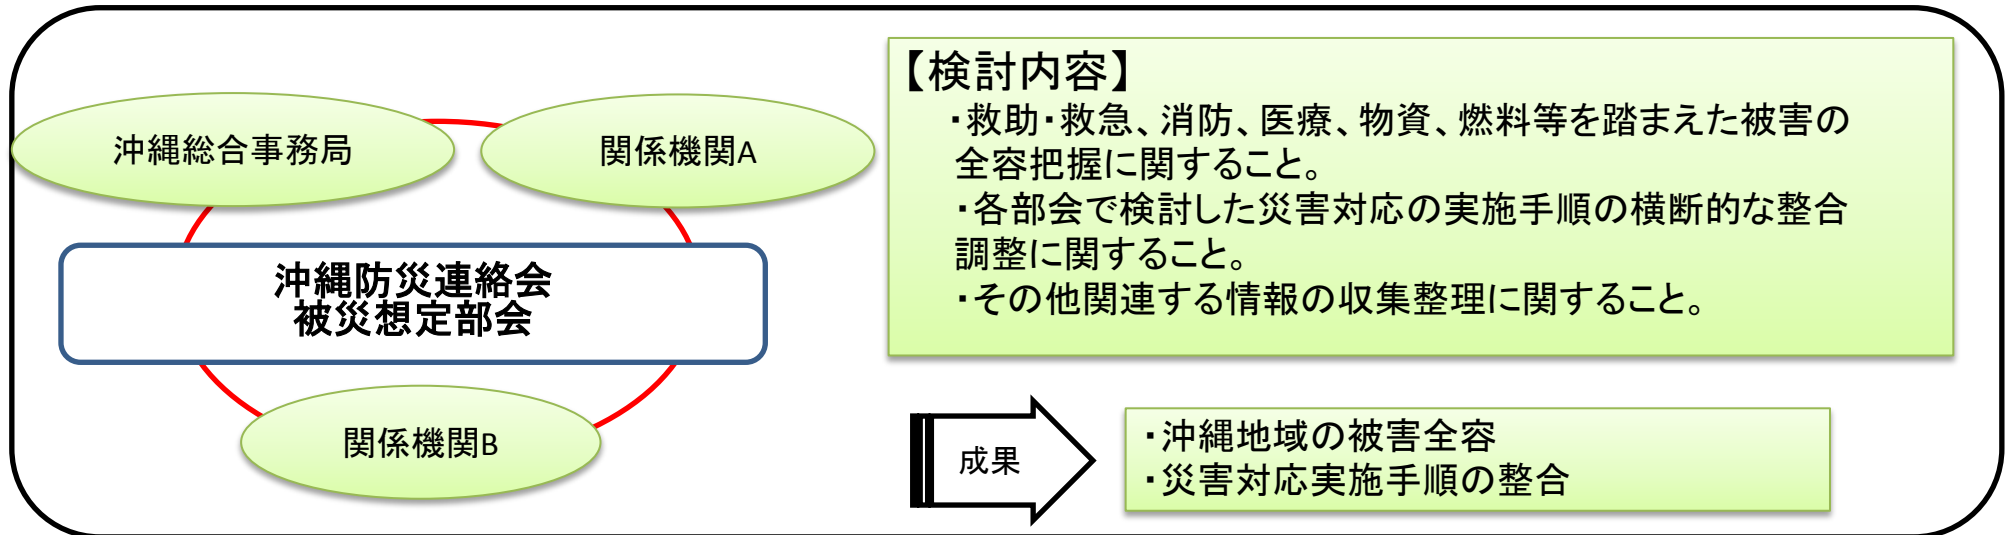 沖縄総合事務局
関係機関A
沖縄防災連絡会
被災想定部会
関係機関B
【検討内容】
・救助・救急、消防、医療、物資、燃料等を踏まえた被害の
全容把握に関すること。
・各部会で検討した災害対応の実施手順の横断的な整合
調整に関すること。
・その他関連する情報の収集整理に関すること。
成果
・沖縄地域の被害全容
・災害対応実施手順の整合